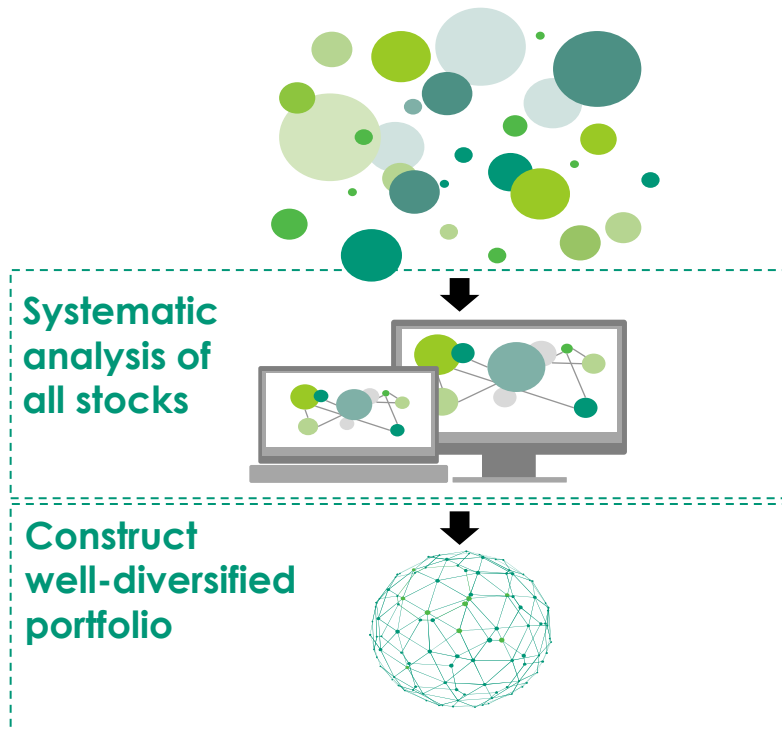 Systematic
analysis of
all stocks
Construct
well-diversified
portfolio